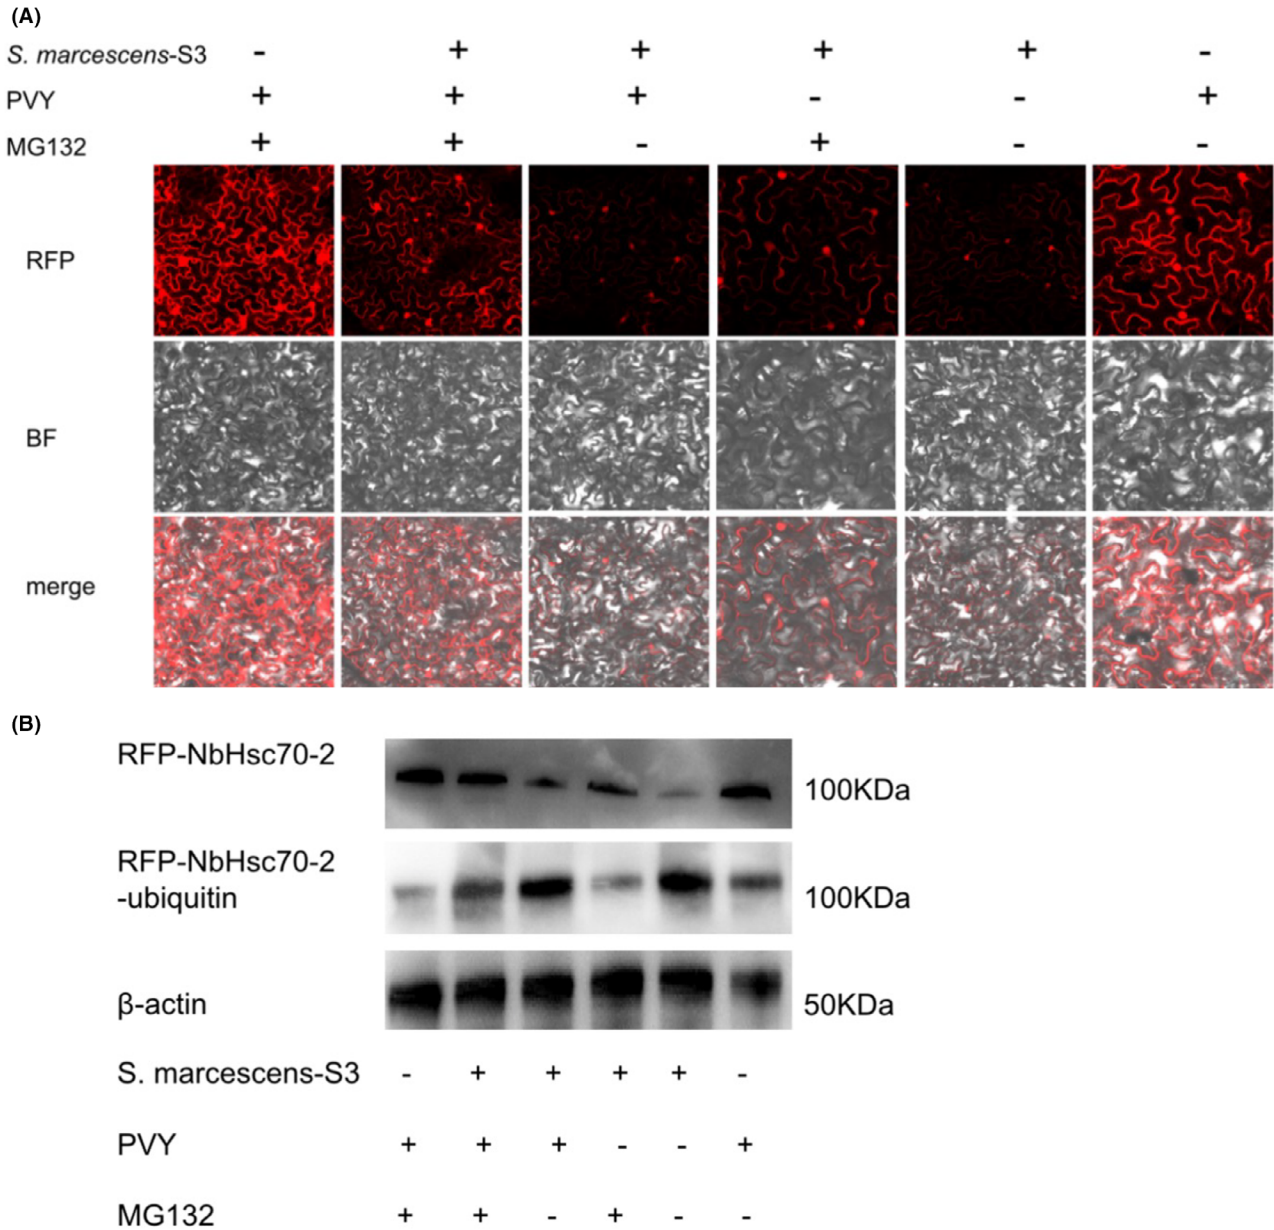 (A)
S. marcescens-S3 - + + + + -
PVY + + + - - +
MG132 + + - + - -
RFP
BF
merge
(B)
RFP-NbHsc70-2
100KDa
RFP-NbHsc70-2
-ubiquitin
100KDa
β-actin
50KDa
S. marcescens-S3 - + + + + -
PVY + + + - - +
MG132 + + - + - -